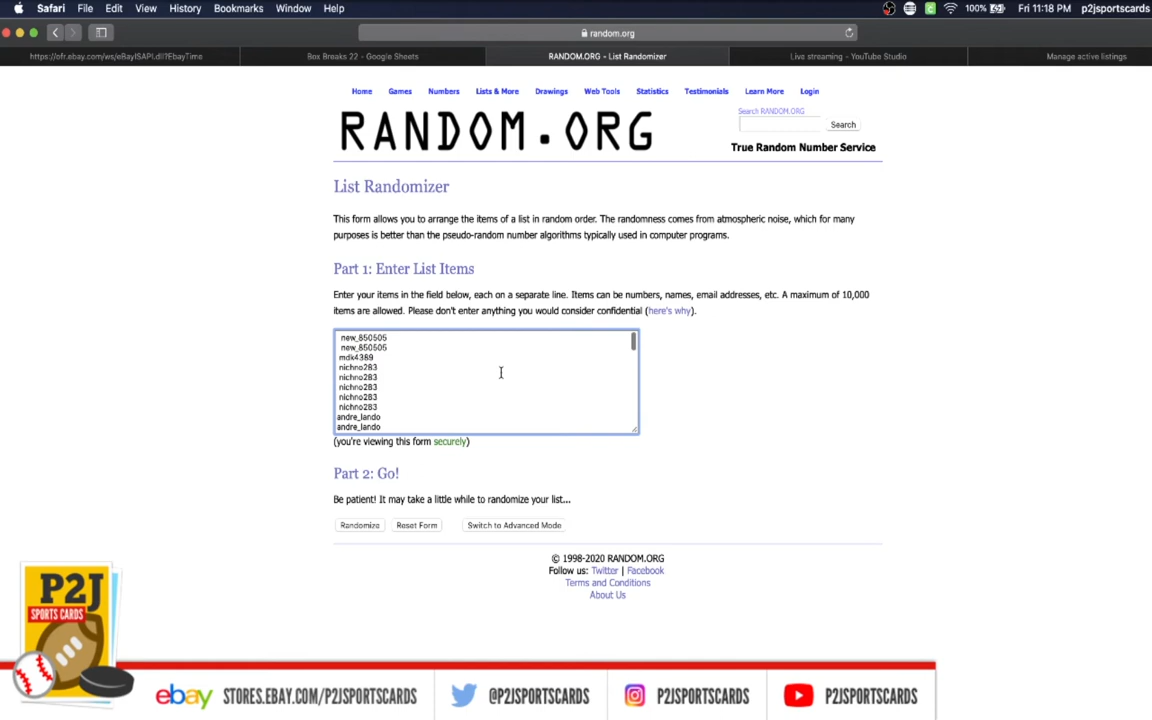 Safari File Edit View History Bookmarks Window Help 100% Fri 11:18 PM p2jsportscards
random.org
https://ofr.ebay.com/ws/eBayISAPI.dll?EbayTime Box Breaks 22 - Google Sheets RANDOM.ORG - List Randomizer Live streaming - YouTube Studio Manage active listings
Home Games Numbers Lists & More Drawings Web Tools Statistics Testimonials Learn More Login
RANDOM.ORG
Search RANDOM.ORG
Search
True Random Number Service
List Randomizer
This form allows you to arrange the items of a list in random order. The randomness comes from atmospheric noise, which for many
purposes is better than the pseudo-random number algorithms typically used in computer programs.
Part 1: Enter List Items
Enter your items in the field below, each on a separate line. Items can be numbers, names, email addresses, etc. A maximum of 10,000
items are allowed. Please don't enter anything you would consider confidential (here's why).
new_850505
new_850505
mdk4389
nichno283
nichno283
nichno283
nichno283
nichno283
andre_lando
andre_lando
(you're viewing this form securely)
Part 2: Go!
Be patient! It may take a little while to randomize your list...
Randomize Reset Form Switch to Advanced Mode
© 1998-2020 RANDOM.ORG
Follow us: Twitter | Facebook
Terms and Conditions
About Us
P2J
SPORTS CARDS
ebay STORES.EBAY.COM/P2JSPORTSCARDS @P2JSPORTSCARDS P2JSPORTSCARDS P2JSPORTSCARDS